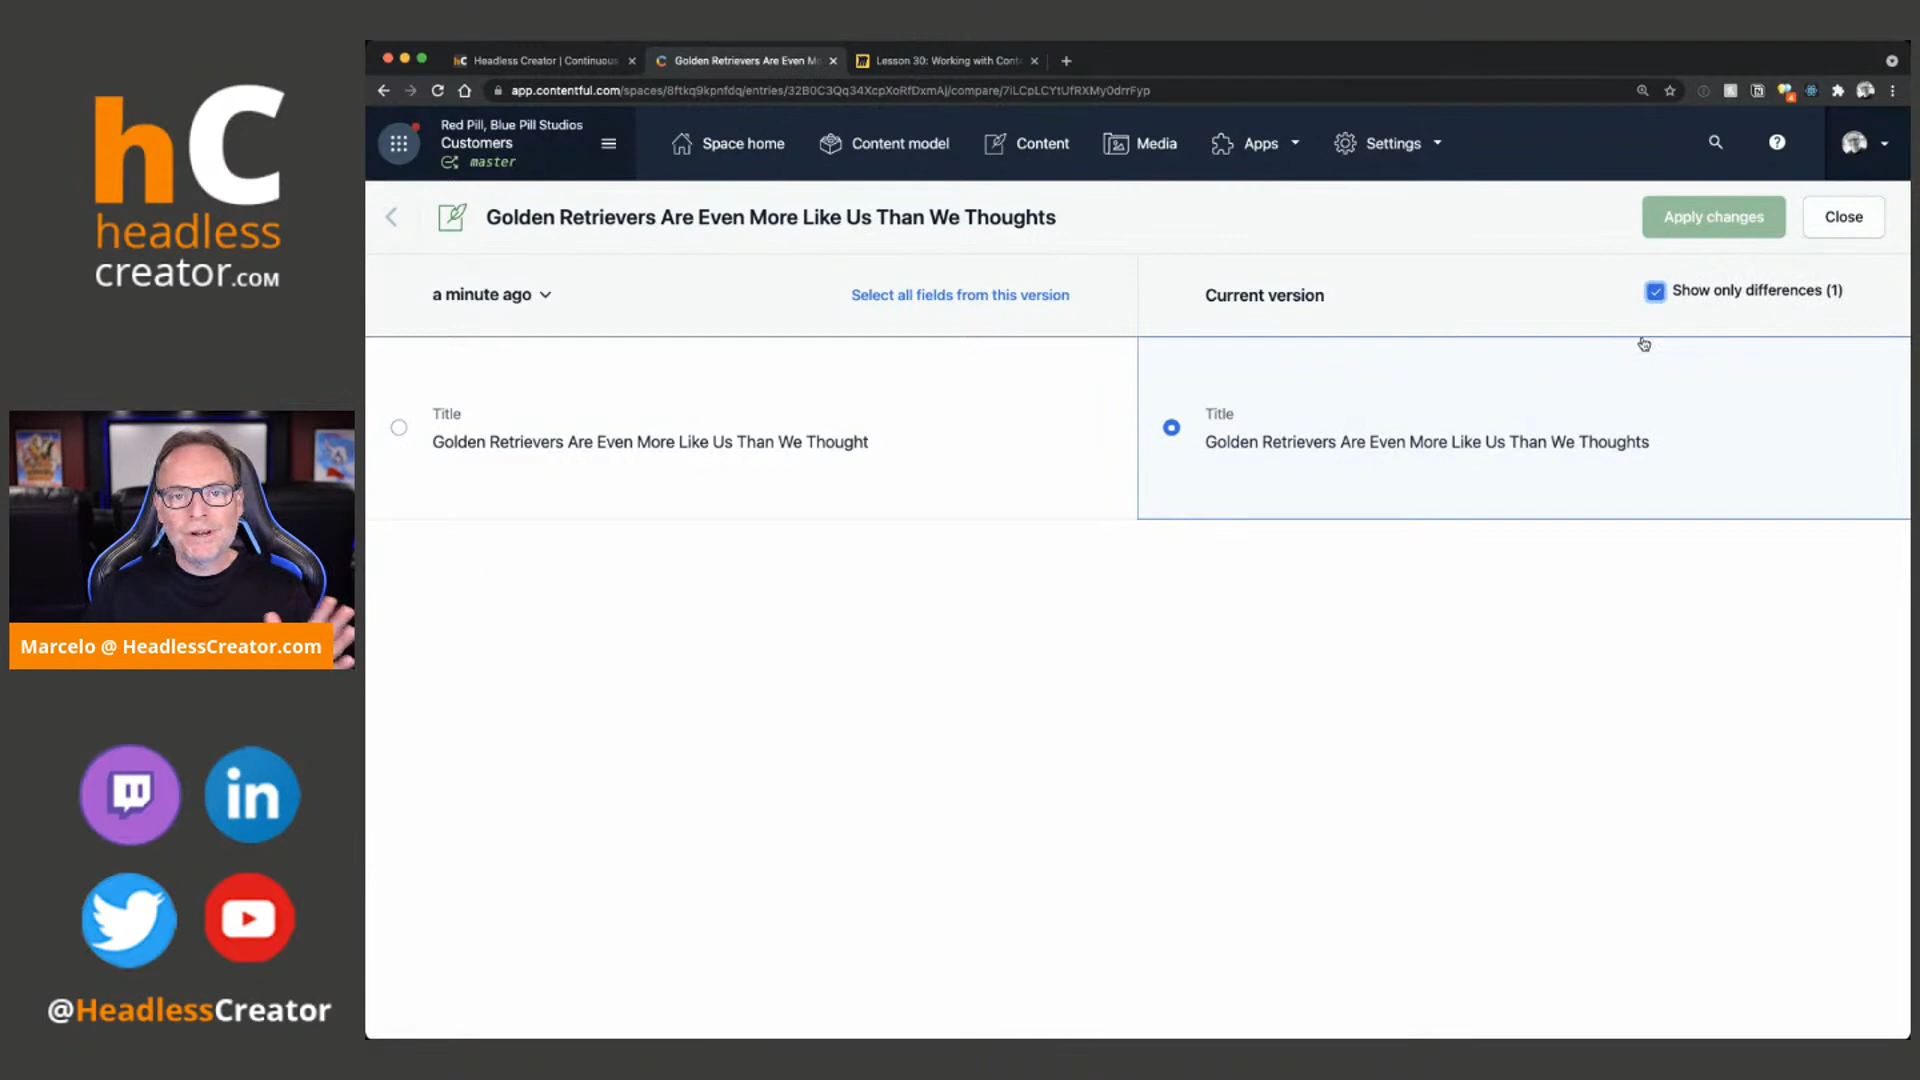 hC
headless
creator.COM
Marcelo @ HeadlessCreator.com
in
@HeadlessCreator
hC Headless Creator | Continuous
Golden Retrievers Are Even Mo
Lesson 30: Working with Cont
app.contentful.com/spaces/8ftkq9kpnfdq/entries/32B0C3Qq34XcpXoRfDxmAj/compare/7iLCpLCYtUfRXMy0drrFyp
Red Pill, Blue Pill Studios
Customers
master
Space home
Content model
Content
Media
Apps
Settings
Golden Retrievers Are Even More Like Us Than We Thoughts
Apply changes
Close
a minute ago
Select all fields from this version
Current version
Show only differences (1)
Title
Golden Retrievers Are Even More Like Us Than We Thought
Title
Golden Retrievers Are Even More Like Us Than We Thoughts